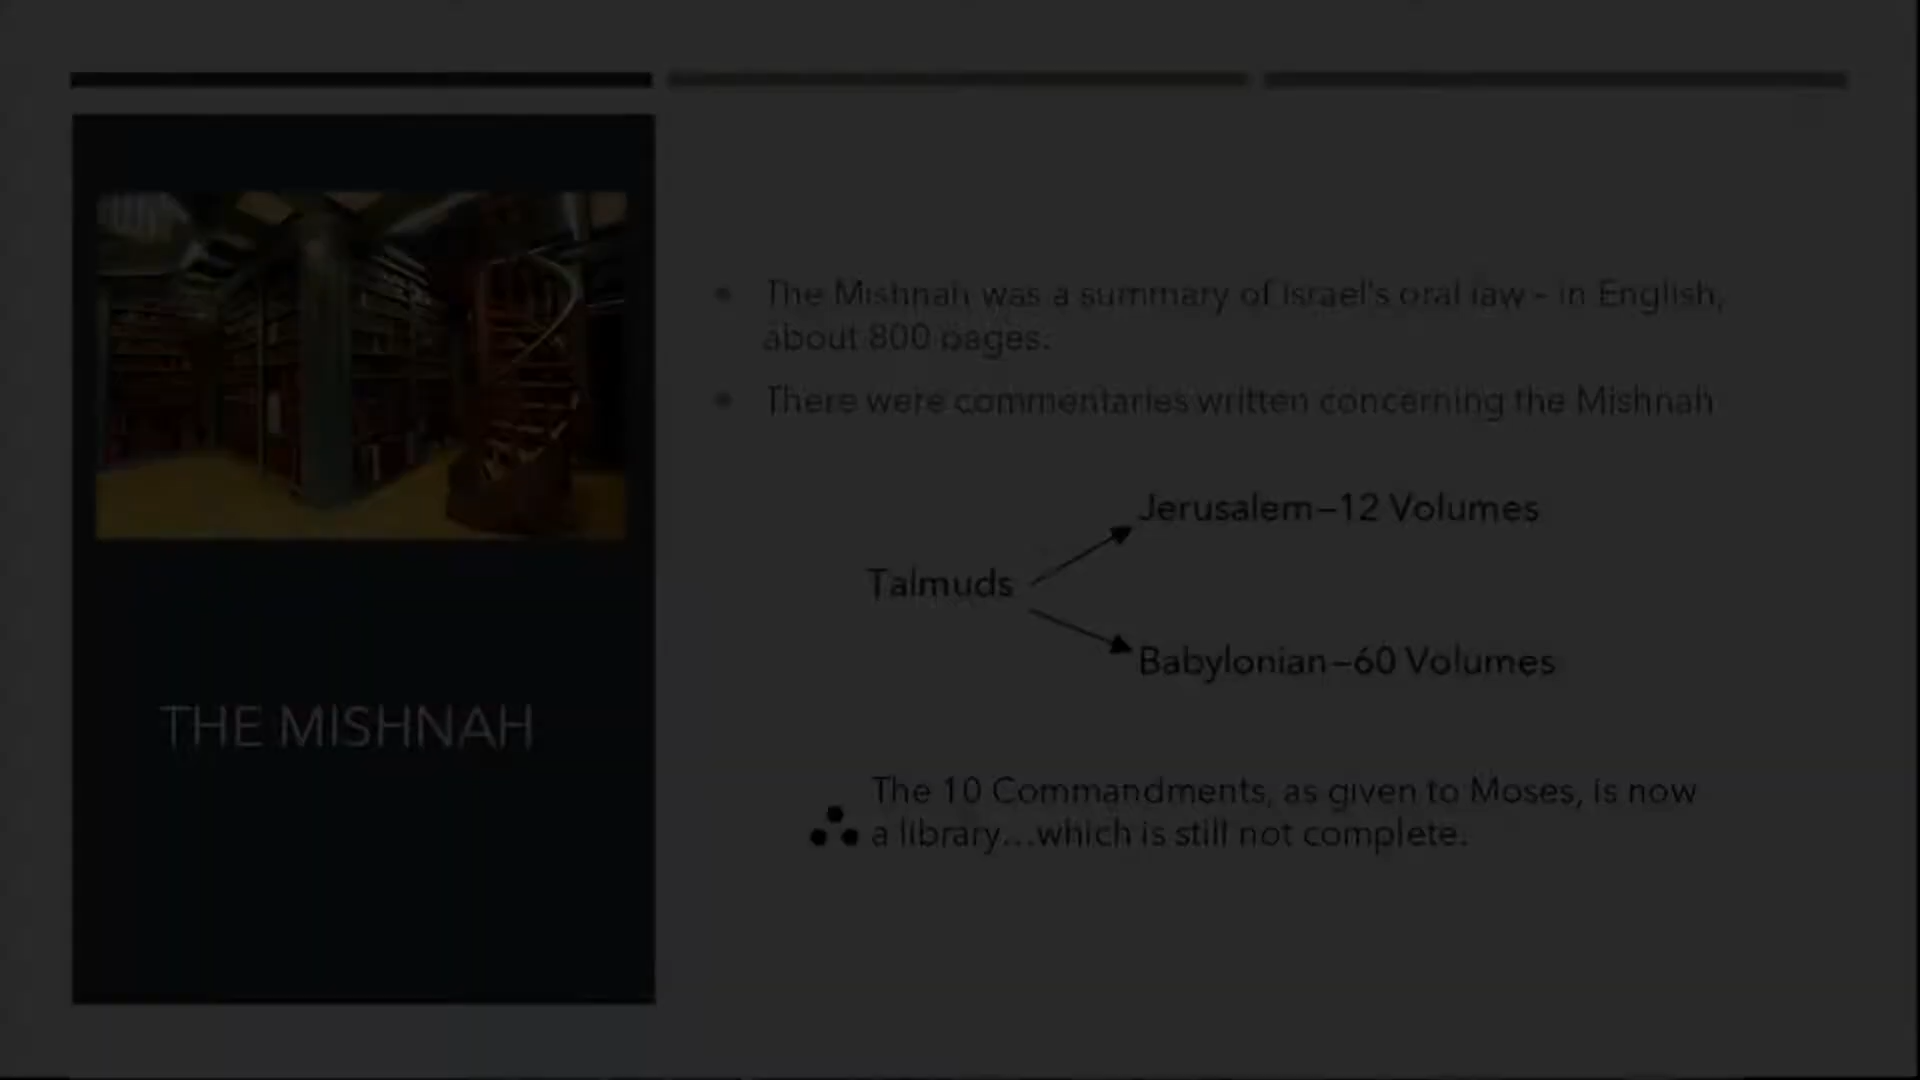 The Mishnah was a summary of Israel's oral law - in English,
about 800 pages.
There were commentaries written concerning the Mishnah
Jerusalem–12 Volumes
Talmuds
Babylonian–60 Volumes
THE MISHNAH
The 10 Commandments, as given to Moses, is now
a library...which is still not complete.